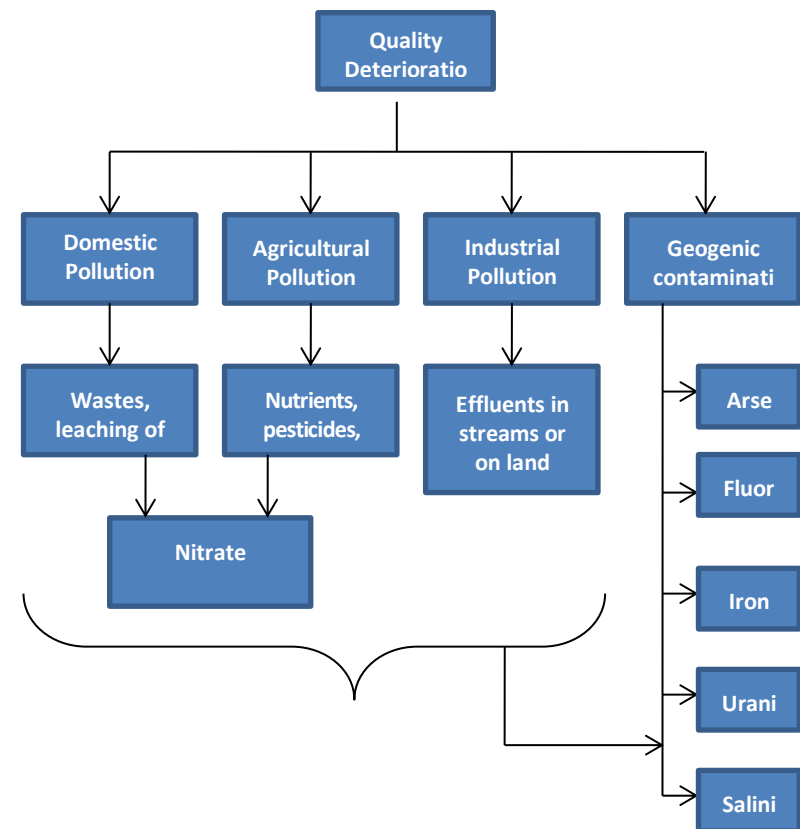 Quality
Deterioratio
Domestic
Pollution
Agricultural
Pollution
Industrial
Pollution
Geogenic
contaminati
Wastes,
leaching of
Nutrients,
pesticides,
Effluents in
streams or
on land
Arse
Fluor
Nitrate
Iron
Urani
Salini